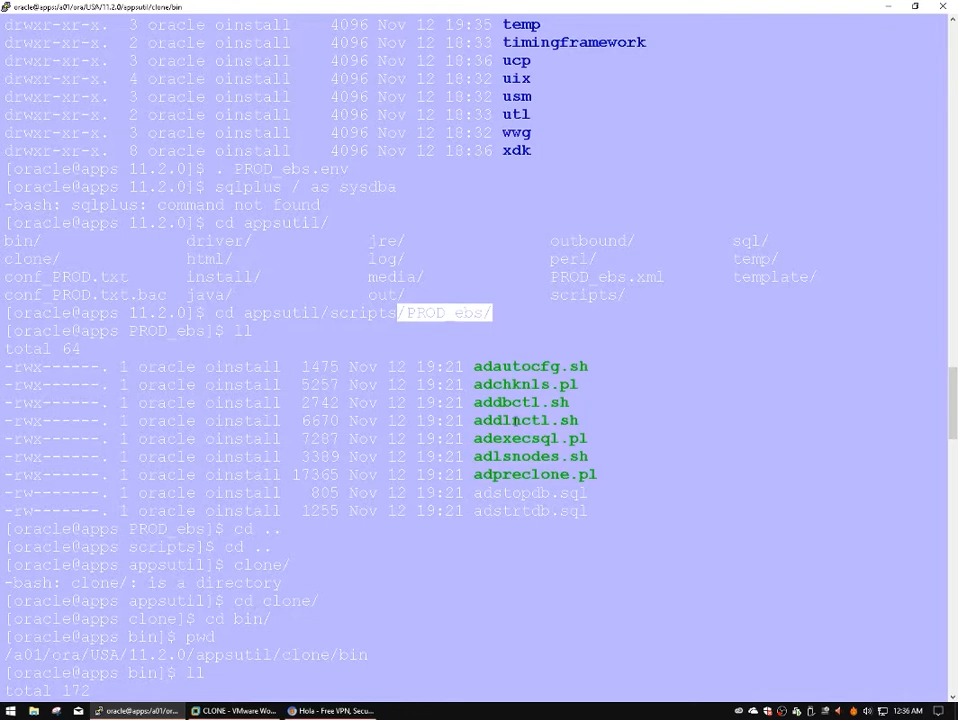 oracle@apps:/a01/ora/USA/11.2.0/appsutil/clone/bin
drwxr-xr-x. 3 oracle oinstall 4096 Nov 12 19:35 temp
drwxr-xr-x. 2 oracle oinstall 4096 Nov 12 18:33 timingframework
drwxr-xr-x. 3 oracle oinstall 4096 Nov 12 18:36 ucp
drwxr-xr-x. 4 oracle oinstall 4096 Nov 12 18:32 uix
drwxr-xr-x. 3 oracle oinstall 4096 Nov 12 18:32 usm
drwxr-xr-x. 2 oracle oinstall 4096 Nov 12 18:33 utl
drwxr-xr-x. 3 oracle oinstall 4096 Nov 12 18:32 wwg
drwxr-xr-x. 8 oracle oinstall 4096 Nov 12 18:36 xdk
[oracle@apps 11.2.0]$ . PROD_ebs.env
[oracle@apps 11.2.0]$ sqlplus / as sysdba
-bash: sqlplus: command not found
[oracle@apps 11.2.0]$ cd appsutil/
bin/ driver/ jre/ outbound/ sql/
clone/ html/ log/ perl/ temp/
conf_PROD.txt install/ media/ PROD_ebs.xml template/
conf_PROD.txt.bac java/ out/ scripts/
[oracle@apps 11.2.0]$ cd appsutil/scripts/PROD_ebs/
[oracle@apps PROD_ebs]$ ll
total 64
-rwx------. 1 oracle oinstall 1475 Nov 12 19:21 adautocfg.sh
-rwx------. 1 oracle oinstall 5257 Nov 12 19:21 adchknls.pl
-rwx------. 1 oracle oinstall 2742 Nov 12 19:21 addbctl.sh
-rwx------. 1 oracle oinstall 6670 Nov 12 19:21 addlnctl.sh
-rwx------. 1 oracle oinstall 7287 Nov 12 19:21 adexecsql.pl
-rwx------. 1 oracle oinstall 3389 Nov 12 19:21 adlsnodes.sh
-rwx------. 1 oracle oinstall 17365 Nov 12 19:21 adpreclone.pl
-rw-------. 1 oracle oinstall 805 Nov 12 19:21 adstopdb.sql
-rw-------. 1 oracle oinstall 1255 Nov 12 19:21 adstrtdb.sql
[oracle@apps PROD_ebs]$ cd ..
[oracle@apps scripts]$ cd ..
[oracle@apps appsutil]$ clone/
-bash: clone/: is a directory
[oracle@apps appsutil]$ cd clone/
[oracle@apps clone]$ cd bin/
[oracle@apps bin]$ pwd
/a01/ora/USA/11.2.0/appsutil/clone/bin
[oracle@apps bin]$ ll
total 172
oracle@apps:/a01/or... CLONE - VMware Wo... Hola - Free VPN, Secu... 12:36 AM